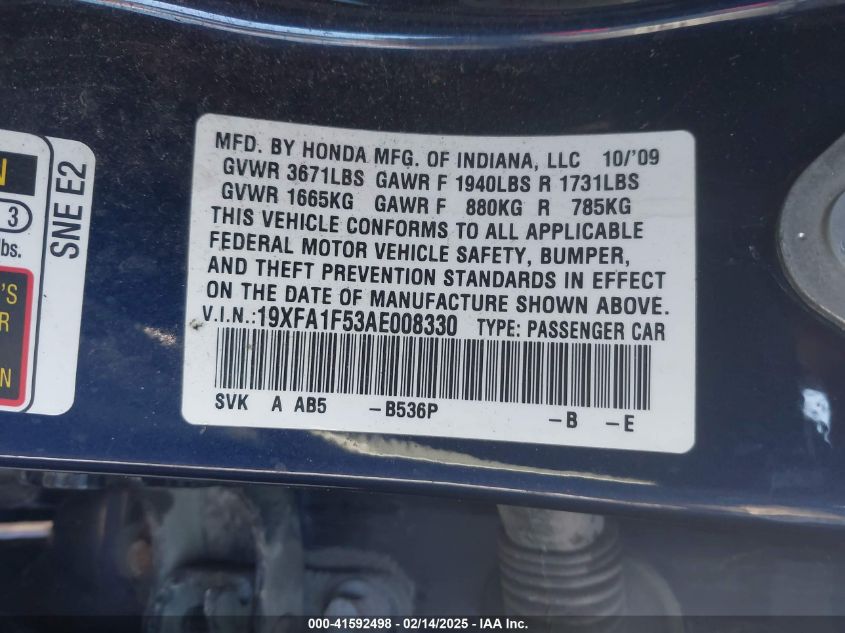 MFD. BY HONDA MFG. OF INDIANA, LLC 10/'09
GVWR 3671LBS GAWR F 1940LBS R 1731LBS
GVWR 1665KG GAWR F 880KG R 785KG
THIS VEHICLE CONFORMS TO ALL APPLICABLE
FEDERAL MOTOR VEHICLE SAFETY, BUMPER,
AND THEFT PREVENTION STANDARDS IN EFFECT
ON THE DATE OF MANUFACTURE SHOWN ABOVE.
V.I.N.:19XFA1F53AE008330 TYPE: PASSENGER CAR
SVK A AB5 -B536P -B -E
SNE E2
N
3
lbs.
'S
R
N
000-41592498 - 02/14/2025 - IAA Inc.